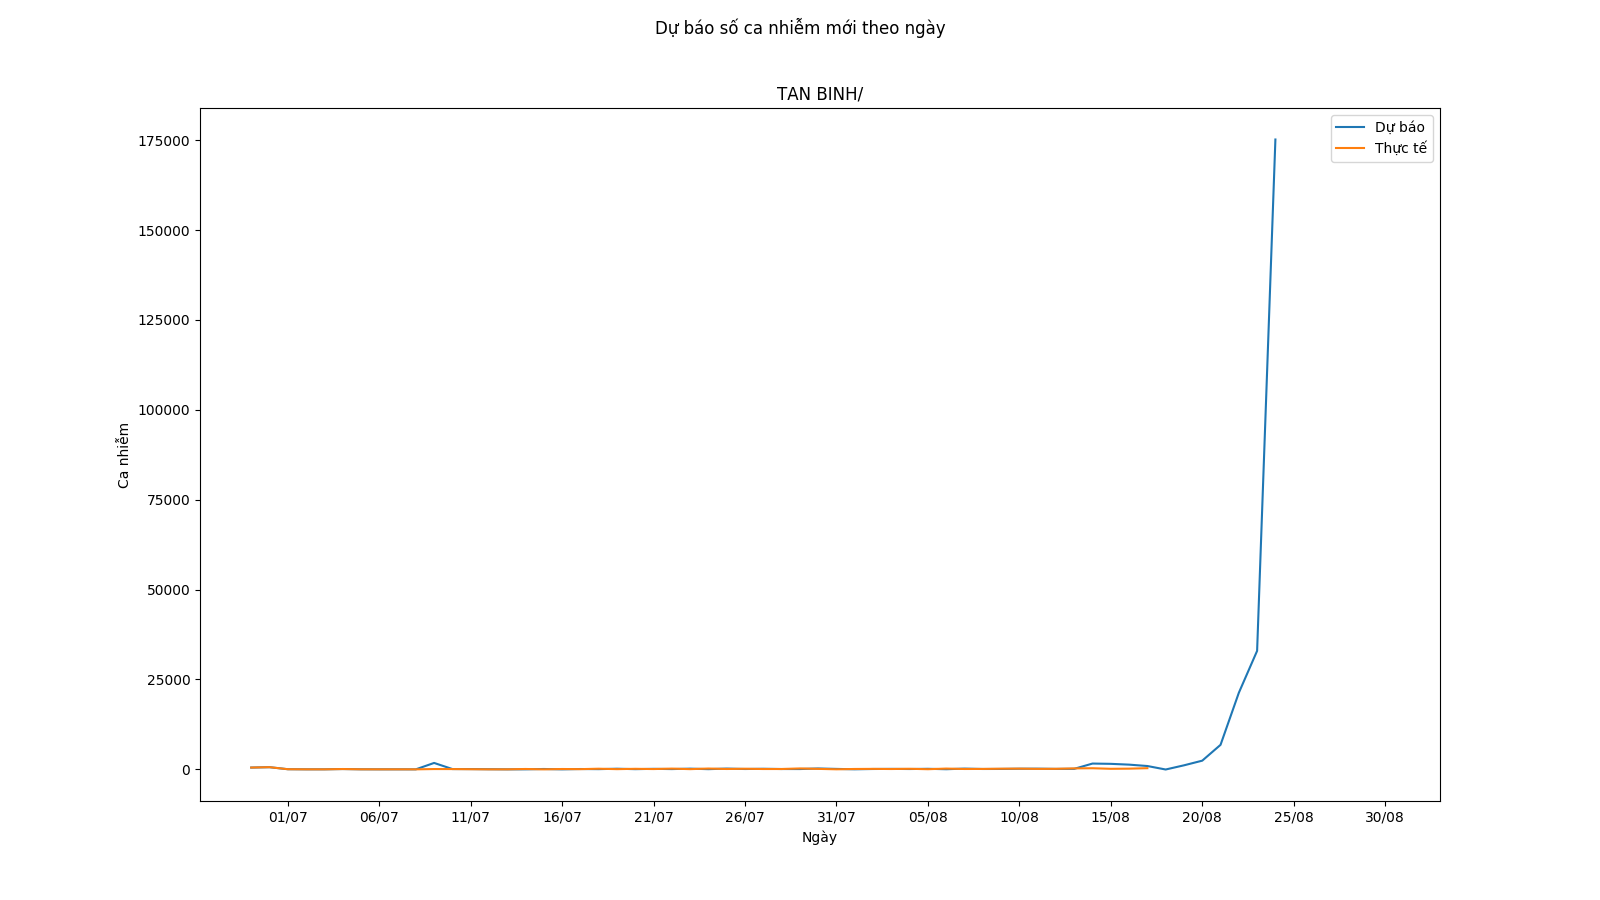 Dự báo số ca nhiễm mới theo ngày
TAN BINH/
Dự báo
Thực tế
175000
150000
125000
100000
75000
50000
25000
0
Ca nhiễm
01/07 06/07 11/07 16/07 21/07 26/07 31/07 05/08 10/08 15/08 20/08 25/08 30/08
Ngày